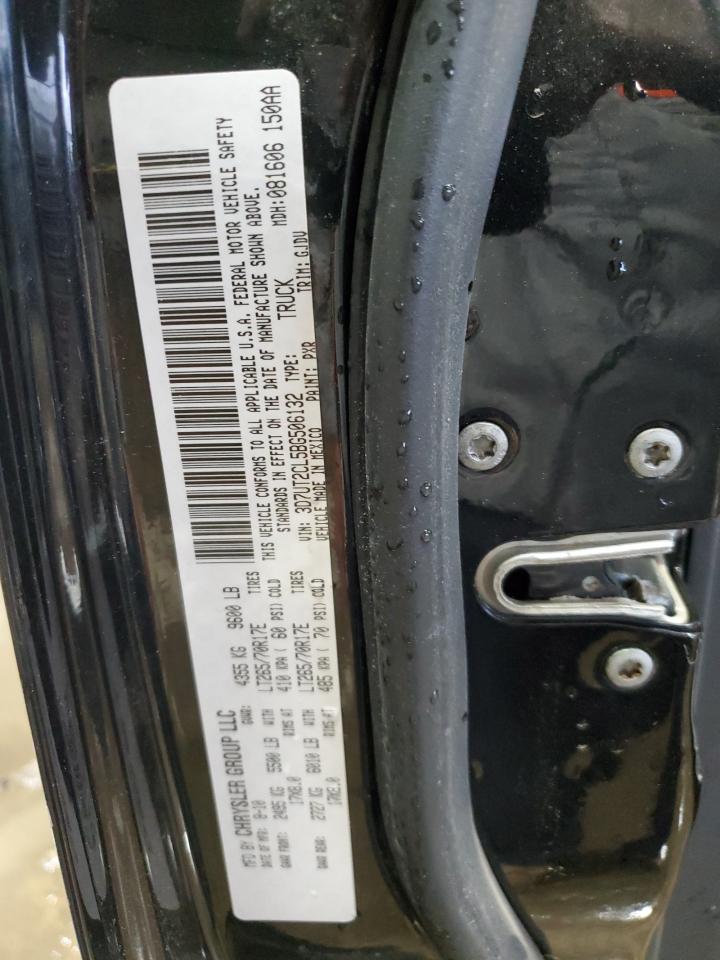 MFD BY CHRYSLER GROUP LLC
DATE OF MFR: 8-10 GVWR: 4355 KG 9600 LB
GAWR FRONT: 2495 KG 5500 LB WITH LT265/70R17E TIRES
17X8.0 RIMS AT 410 KPA ( 60 PSI) COLD
GAWR REAR: 2727 KG 6010 LB WITH LT265/70R17E TIRES
17X8.0 RIMS AT 485 KPA ( 70 PSI) COLD
THIS VEHICLE CONFORMS TO ALL APPLICABLE U.S.A. FEDERAL MOTOR VEHICLE SAFETY
STANDARDS IN EFFECT ON THE DATE OF MANUFACTURE SHOWN ABOVE.
VIN: 3D7UT2CL5BG506132 TYPE: TRUCK MDH:081606 150AA
VEHICLE MADE IN MEXICO PAINT: PXR TRIM: GJDV